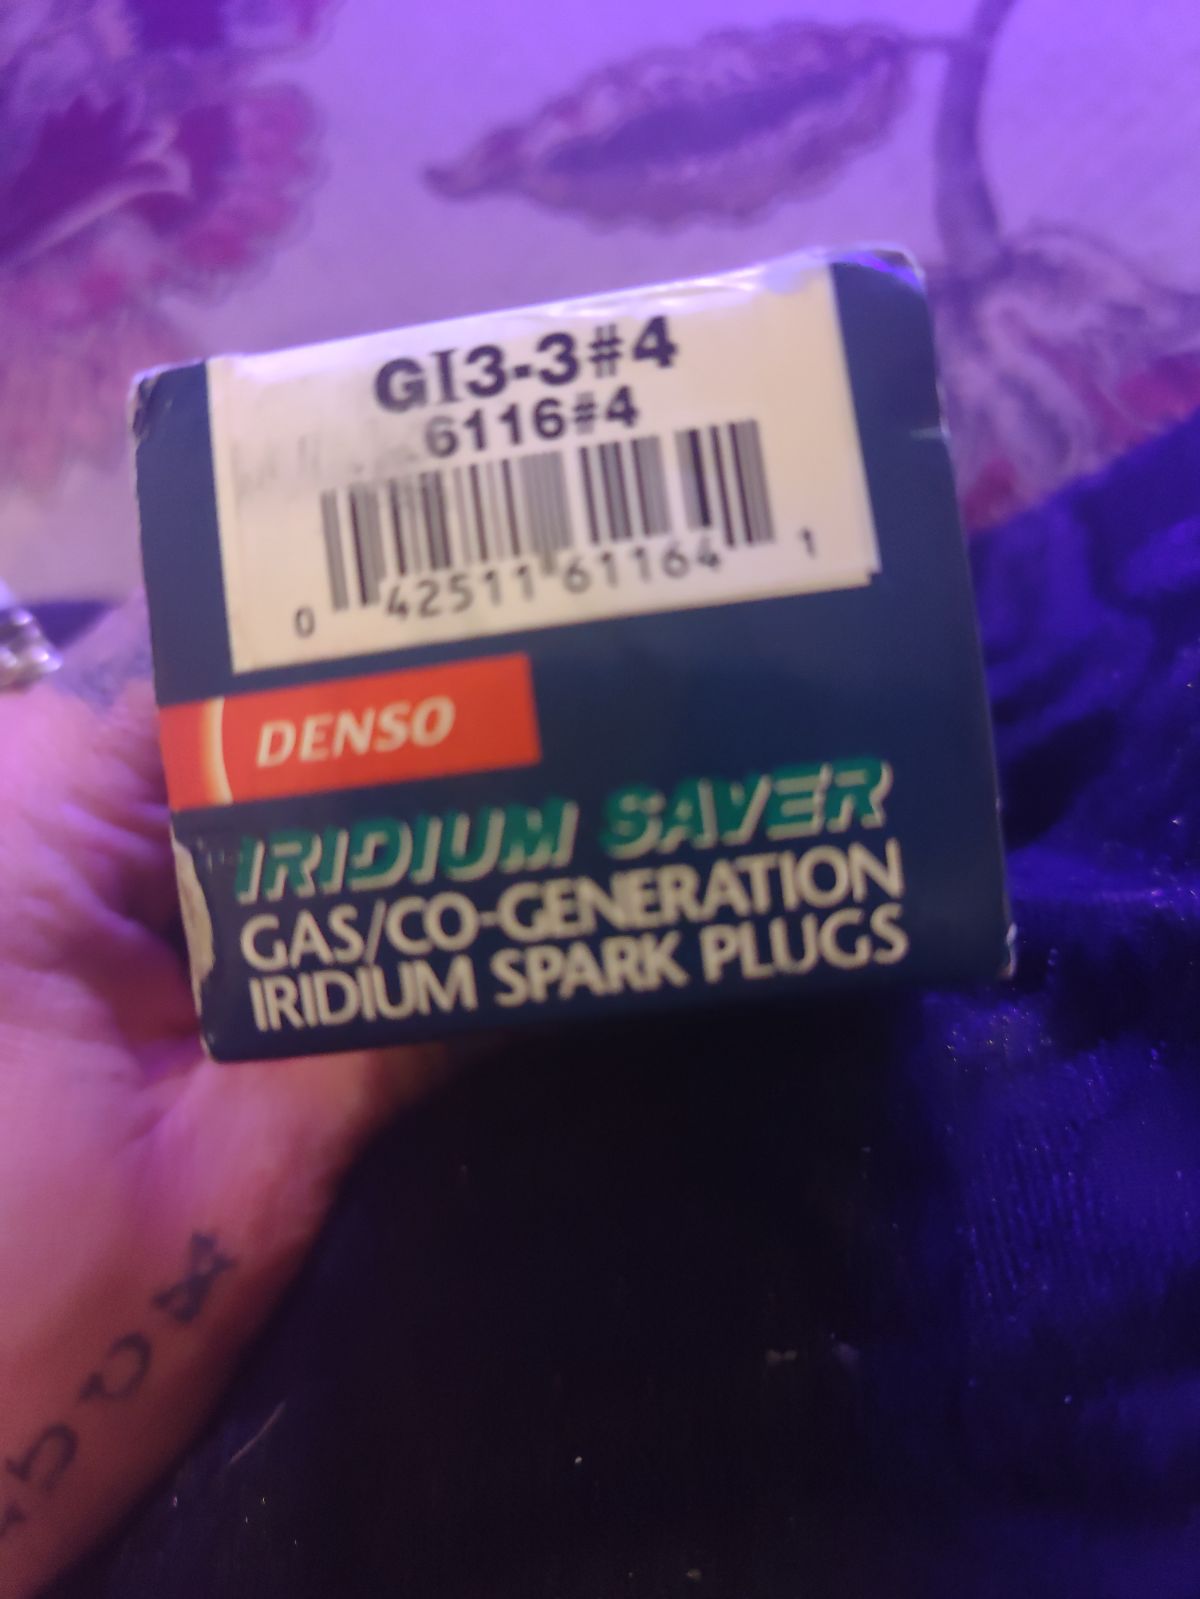 GI3-3#4
6116#4
0 42511 61164 1
DENSO
IRIDIUM SAVER
GAS/CO-GENERATION
IRIDIUM SPARK PLUGS